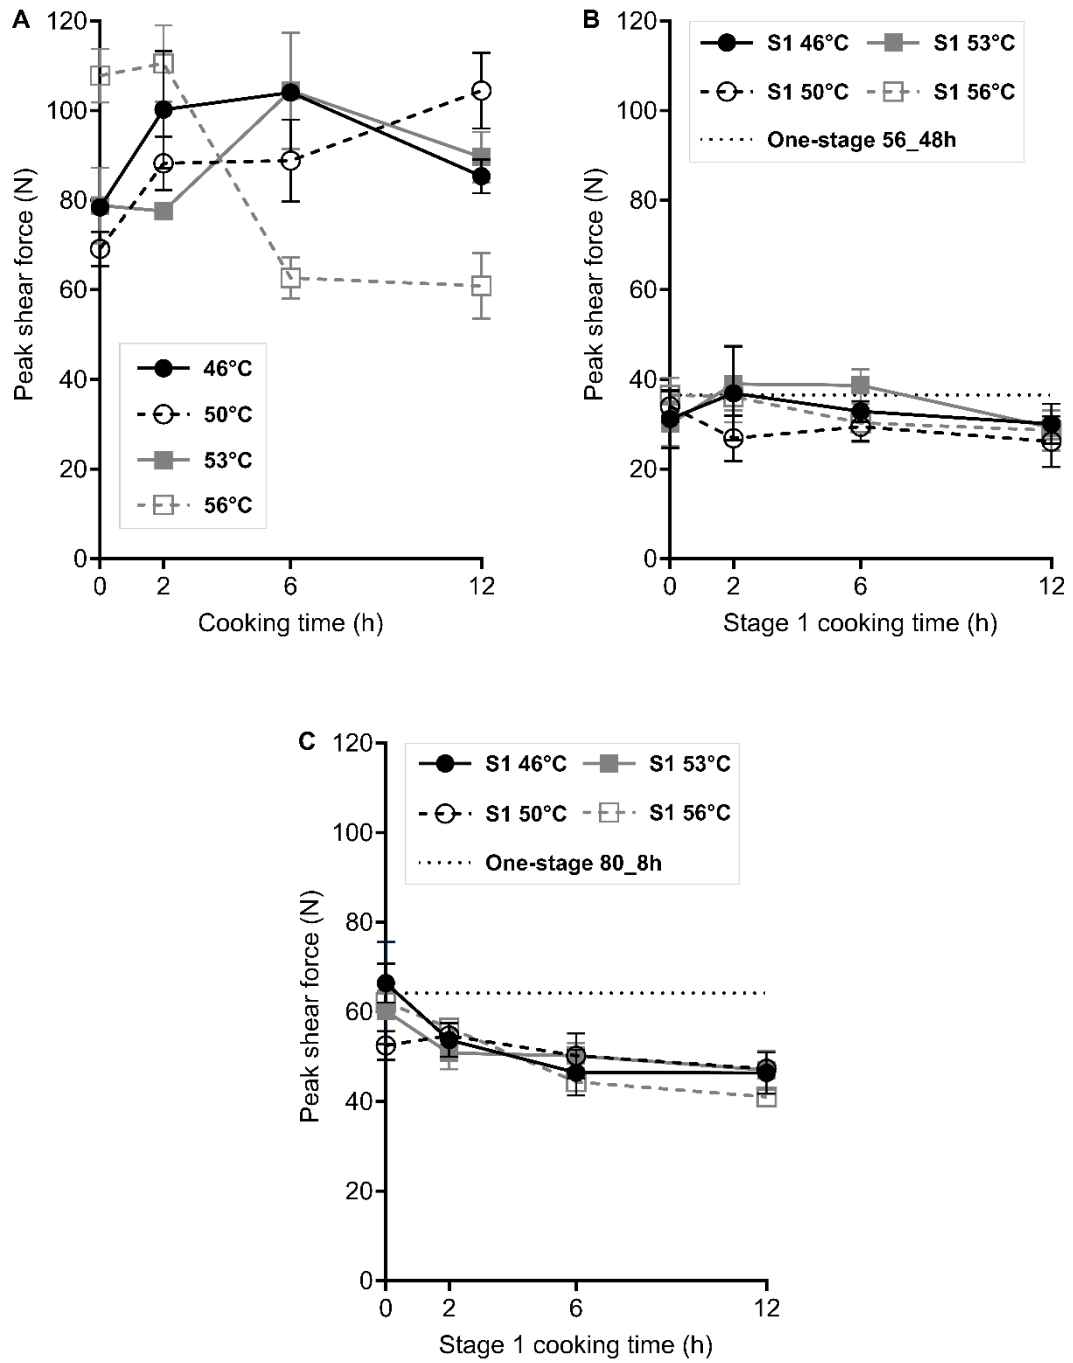 A
120
100
80
60
40
20
0
Peak shear force (N)
46°C
50°C
53°C
56°C
0 2 6 12
Cooking time (h)
B
120
100
80
60
40
20
0
Peak shear force (N)
S1 46°C S1 53°C
S1 50°C S1 56°C
One-stage 56_48h
0 2 6 12
Stage 1 cooking time (h)
C
120
100
80
60
40
20
0
Peak shear force (N)
S1 46°C S1 53°C
S1 50°C S1 56°C
One-stage 80_8h
0 2 6 12
Stage 1 cooking time (h)